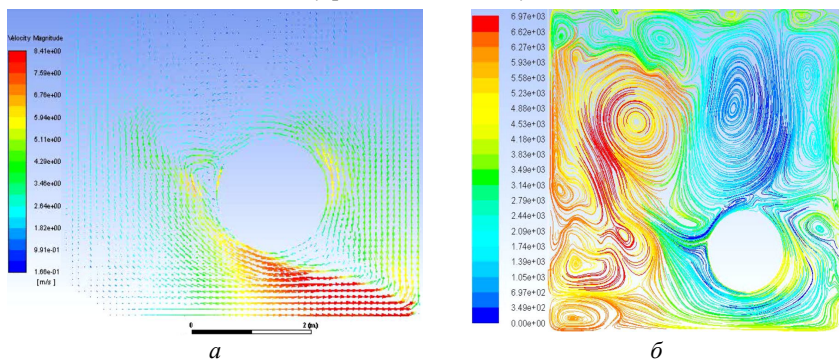 Velocity Magnitude
8.41e+00
7.59e+00
6.76e+00
5.94e+00
5.11e+00
4.29e+00
3.46e+00
2.64e+00
1.82e+00
9.91e-01
1.66e-01
[ m/s ]
0
2 (m)
а
6.97e+03
6.62e+03
6.27e+03
5.93e+03
5.58e+03
5.23e+03
4.88e+03
4.53e+03
4.18e+03
3.83e+03
3.49e+03
3.14e+03
2.79e+03
2.44e+03
2.09e+03
1.74e+03
1.39e+03
1.05e+03
6.97e+02
3.49e+02
0.00e+00
б